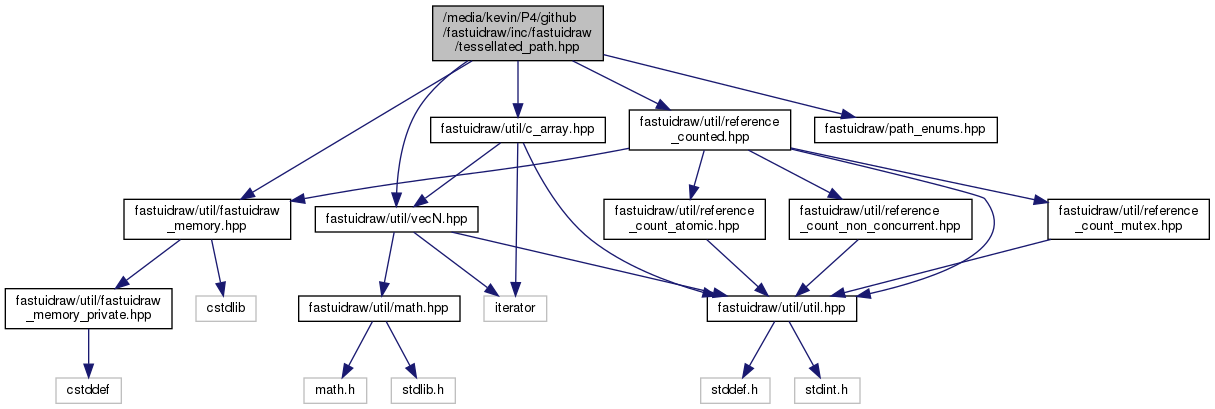 /media/kevin/P4/github
/fastuidraw/inc/fastuidraw
/tessellated_path.hpp
fastuidraw/util/c_array.hpp
fastuidraw/util/reference
_counted.hpp
fastuidraw/path_enums.hpp
fastuidraw/util/fastuidraw
_memory.hpp
fastuidraw/util/vecN.hpp
fastuidraw/util/reference
_count_atomic.hpp
fastuidraw/util/reference
_count_non_concurrent.hpp
fastuidraw/util/reference
_count_mutex.hpp
fastuidraw/util/fastuidraw
_memory_private.hpp
cstdlib
fastuidraw/util/math.hpp
iterator
fastuidraw/util/util.hpp
cstddef
math.h
stdlib.h
stddef.h
stdint.h